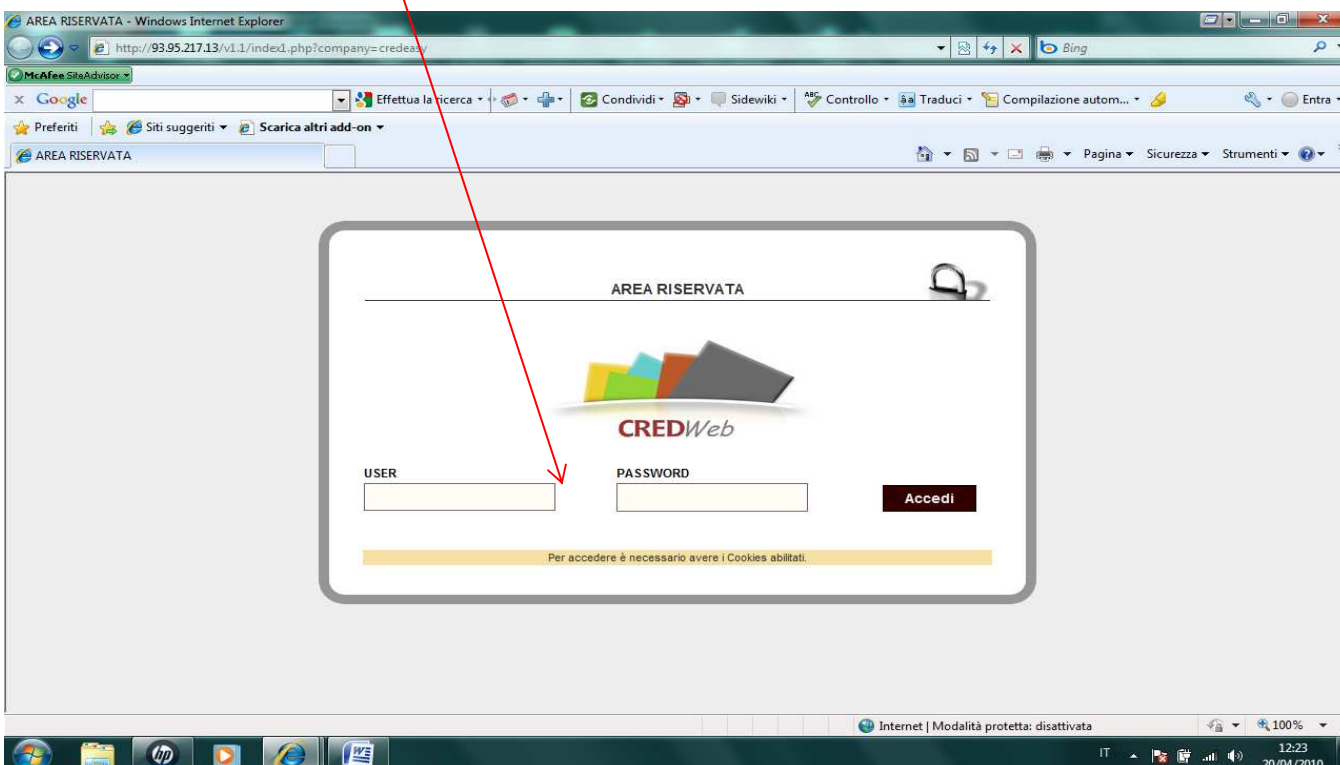 AREA RISERVATA - Windows Internet Explorer
http://93.95.217.13/v1.1/index1.php?company=credeasy
Bing
McAfee SiteAdvisor
x Google Effettua la ricerca Condividi Sidewiki Controllo Traduci Compilazione autom... Entra
Preferiti Siti suggeriti Scarica altri add-on
AREA RISERVATA Pagina Sicurezza Strumenti
AREA RISERVATA
CREDWeb
USER PASSWORD
Accedi
Per accedere è necessario avere i Cookies abilitati.
Internet | Modalità protetta: disattivata 100%
IT 12:23
20/04/2010